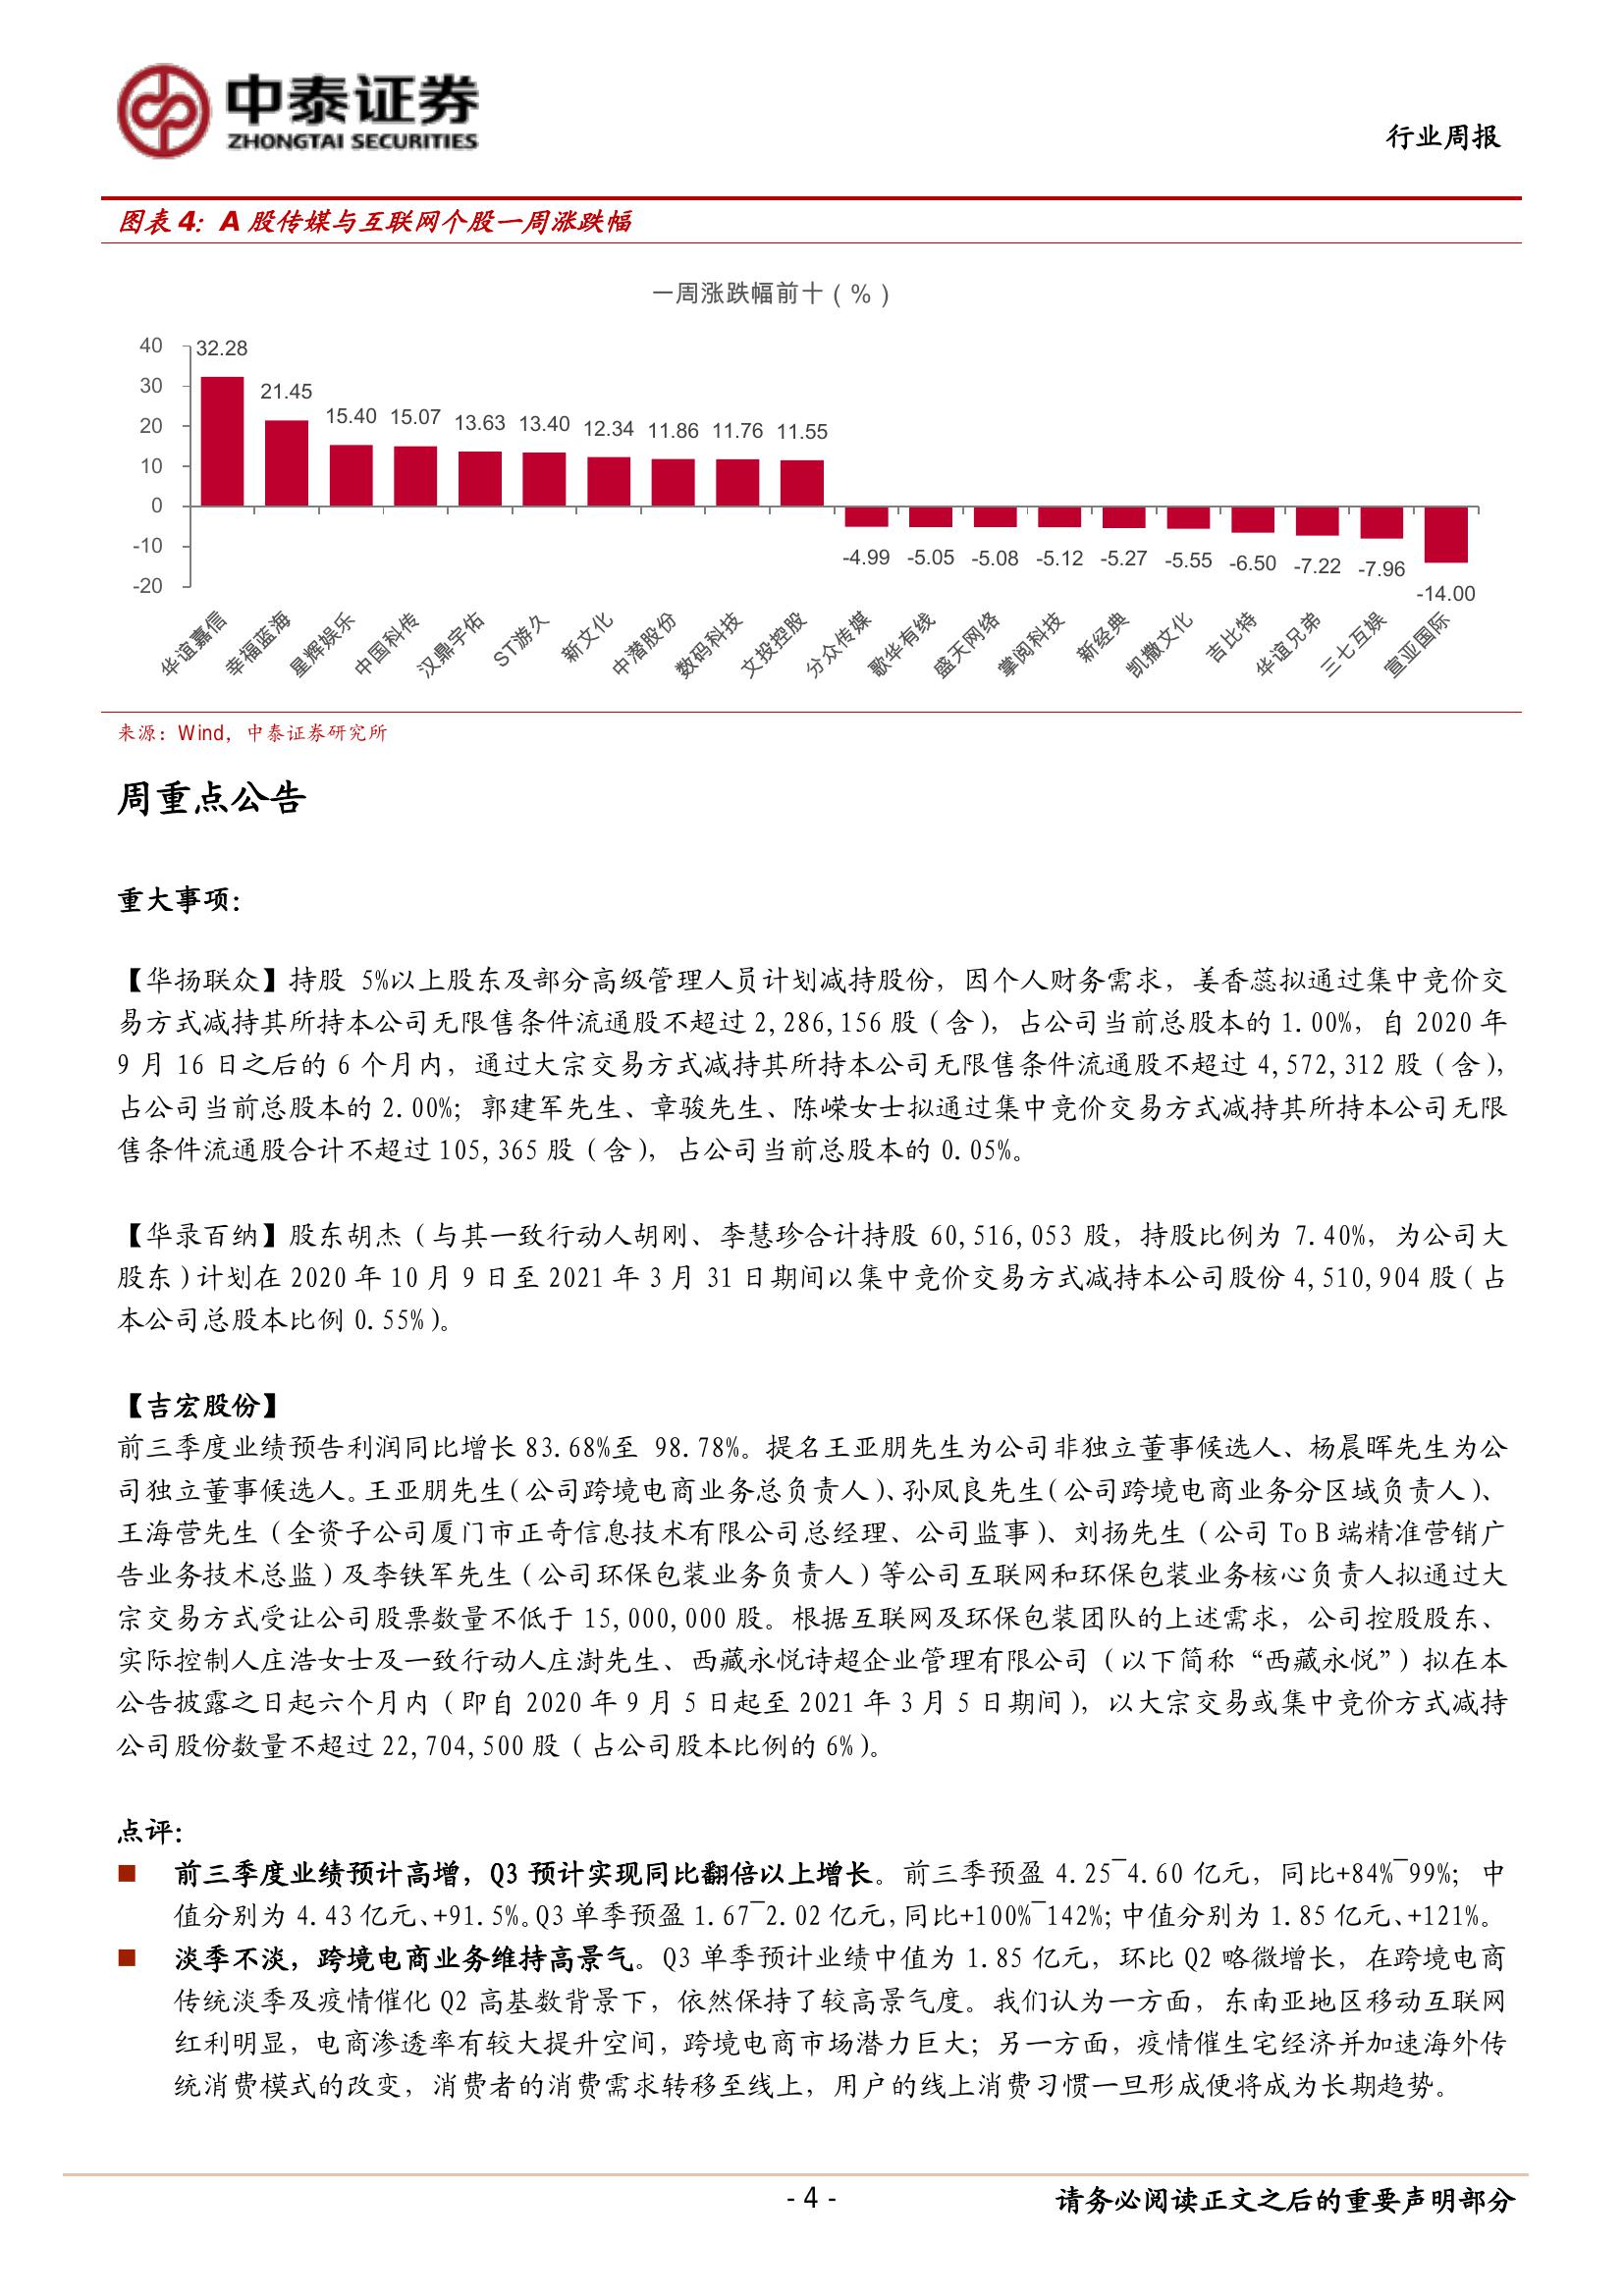 中泰证券
ZHONGTAI SECURITIES
行业周报
图表 4：A 股传媒与互联网个股一周涨跌幅
一周涨跌幅前十（%）
40
30
20
10
0
-10
-20
32.28
21.45
15.40
15.07
13.63
13.40
12.34
11.86
11.76
11.55
-4.99
-5.05
-5.08
-5.12
-5.27
-5.55
-6.50
-7.22
-7.96
-14.00
华谊嘉信
幸福蓝海
星辉娱乐
中国科传
汉鼎宇佑
ST游久
新文化
中潜股份
数码科技
文投控股
分众传媒
歌华有线
盛天网络
掌阅科技
新经典
凯撒文化
吉比特
华谊兄弟
三七互娱
宣亚国际
来源：Wind，中泰证券研究所
周重点公告
重大事项：
【华扬联众】持股 5%以上股东及部分高级管理人员计划减持股份，因个人财务需求，姜香蕊拟通过集中竞价交
易方式减持其所持本公司无限售条件流通股不超过 2,286,156 股（含），占公司当前总股本的 1.00%，自 2020 年
9 月 16 日之后的 6 个月内，通过大宗交易方式减持其所持本公司无限售条件流通股不超过 4,572,312 股（含），
占公司当前总股本的 2.00%；郭建军先生、章骏先生、陈嵘女士拟通过集中竞价交易方式减持其所持本公司无限
售条件流通股合计不超过 105,365 股（含），占公司当前总股本的 0.05%。
【华录百纳】股东胡杰（与其一致行动人胡刚、李慧珍合计持股 60,516,053 股，持股比例为 7.40%，为公司大
股东）计划在 2020 年 10 月 9 日至 2021 年 3 月 31 日期间以集中竞价交易方式减持本公司股份 4,510,904 股（占
本公司总股本比例 0.55%）。
【吉宏股份】
前三季度业绩预告利润同比增长 83.68%至 98.78%。提名王亚朋先生为公司非独立董事候选人、杨晨晖先生为公
司独立董事候选人。王亚朋先生（公司跨境电商业务总负责人）、孙凤良先生（公司跨境电商业务分区域负责人）、
王海营先生（全资子公司厦门市正奇信息技术有限公司总经理、公司监事）、刘扬先生（公司 To B 端精准营销广
告业务技术总监）及李铁军先生（公司环保包装业务负责人）等公司互联网和环保包装业务核心负责人拟通过大
宗交易方式受让公司股票数量不低于 15,000,000 股。根据互联网及环保包装团队的上述需求，公司控股股东、
实际控制人庄浩女士及一致行动人庄澍先生、西藏永悦诗超企业管理有限公司（以下简称“西藏永悦”）拟在本
公告披露之日起六个月内（即自 2020 年 9 月 5 日起至 2021 年 3 月 5 日期间），以大宗交易或集中竞价方式减持
公司股份数量不超过 22,704,500 股（占公司股本比例的 6%）。
点评：
■ 前三季度业绩预计高增，Q3 预计实现同比翻倍以上增长。前三季预盈 4.25~4.60 亿元，同比+84%~99%；中
值分别为 4.43 亿元、+91.5%。Q3 单季预盈 1.67~2.02 亿元，同比+100%~142%；中值分别为 1.85 亿元、+121%。
■ 淡季不淡，跨境电商业务维持高景气。Q3 单季预计业绩中值为 1.85 亿元，环比 Q2 略微增长，在跨境电商
传统淡季及疫情催化 Q2 高基数背景下，依然保持了较高景气度。我们认为一方面，东南亚地区移动互联网
红利明显，电商渗透率有较大提升空间，跨境电商市场潜力巨大；另一方面，疫情催生宅经济并加速海外传
统消费模式的改变，消费者的消费需求转移至线上，用户的线上消费习惯一旦形成便将成为长期趋势。
- 4 -
请务必阅读正文之后的重要声明部分